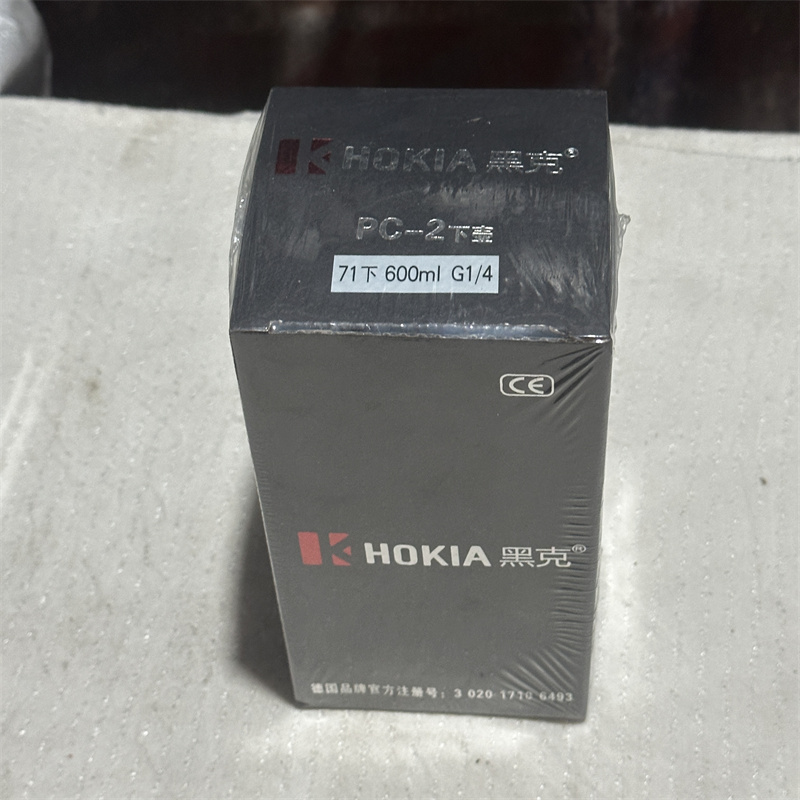 HOKIA 黑克®
PC-2下壶
71下 600ml G1/4
CE
HOKIA 黑克®
德国品牌官方注册号：3 020 1710 6493